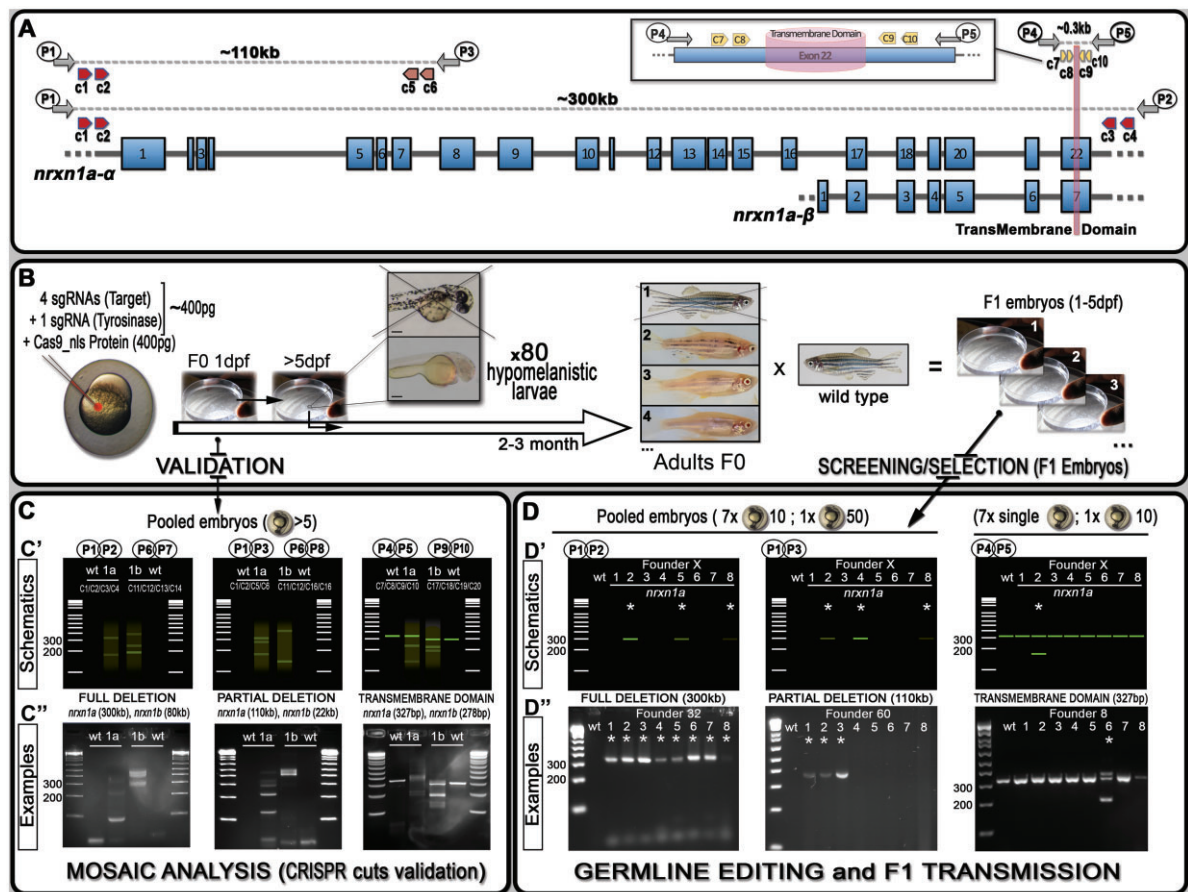 A
P1 ~110kb P3
c1 c2 c5 c6
P4 C7 C8 Transmembrane Domain C9 C10 P5
Exon 22
~0.3kb
P4 P5
c7 c8 c9 c10
P1 ~300kb P2
c1 c2 c3 c4
1 3 5 6 7 8 9 10 12 13 14 15 16 17 18 20 22
nrxn1a-α
1 2 3 4 5 6 7
nrxn1a-β
TransMembrane Domain
B
4 sgRNAs (Target)
+ 1 sgRNA (Tyrosinase)
~400pg
+ Cas9_nls Protein (400pg)
F0 1dpf
>5dpf
x80
hypomelanistic
larvae
2-3 month
VALIDATION
1
2
3
4
...
Adults F0
x
wild type
=
F1 embryos (1-5dpf)
1
2
3
...
SCREENING/SELECTION (F1 Embryos)
C
Pooled embryos ( >5)
C'
Schematics
P1 P2 P6 P7
wt 1a 1b wt
C1/C2/C3/C4 C11/C12/C13/C14
P1 P3 P6 P8
wt 1a 1b wt
C1/C2/C5/C6 C11/C12/C16/C16
P4 P5 P9 P10
wt 1a 1b wt
C7/C8/C9/C10 C17/C18/C19/C20
300
200
FULL DELETION
nrxn1a (300kb), nrxn1b (80kb)
PARTIAL DELETION
nrxn1a (110kb), nrxn1b (22kb)
TRANSMEMBRANE DOMAIN
nrxn1a (327bp), nrxn1b (278bp)
C"
Examples
wt 1a 1b wt
wt 1a 1b wt
wt 1a 1b wt
300
200
MOSAIC ANALYSIS (CRISPR cuts validation)
D
Pooled embryos ( 7x 10 ; 1x 50)
(7x single ; 1x 10)
D'
Schematics
P1 P2
Founder X
wt 1 2 3 4 5 6 7 8
nrxn1a
* * *
P1 P3
Founder X
wt 1 2 3 4 5 6 7 8
nrxn1a
* * *
P4 P5
Founder X
wt 1 2 3 4 5 6 7 8
nrxn1a
*
300
200
300
200
FULL DELETION (300kb)
PARTIAL DELETION (110kb)
TRANSMEMBRANE DOMAIN (327bp)
D"
Examples
Founder 32
wt 1 2 3 4 5 6 7 8
* * * * * * * *
Founder 60
wt 1 2 3 4 5 6 7 8
* * *
Founder 8
wt 1 2 3 4 5 6 7 8
*
300
200
300
200
GERMLINE EDITING and F1 TRANSMISSION